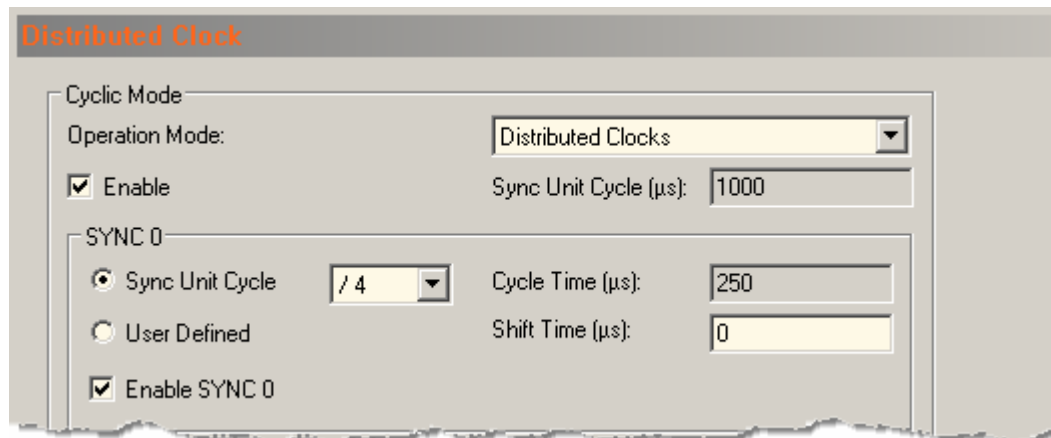 Distributed Clock
Cyclic Mode
Operation Mode: Distributed Clocks
Enable Sync Unit Cycle (µs): 1000
SYNC 0
Sync Unit Cycle / 4 Cycle Time (µs): 250
User Defined Shift Time (µs): 0
Enable SYNC 0